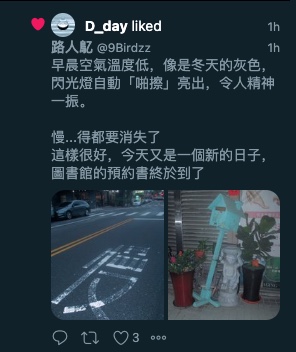 D_day liked 1h
路人 @9Birdzz 1h
早晨空氣溫度低，像是冬天的灰色，
閃光燈自動「啪擦」亮出，令人精神
一振。
慢...得都要消失了
這樣很好，今天又是一個新的日子，
圖書館的預約書終於到了
慢
3